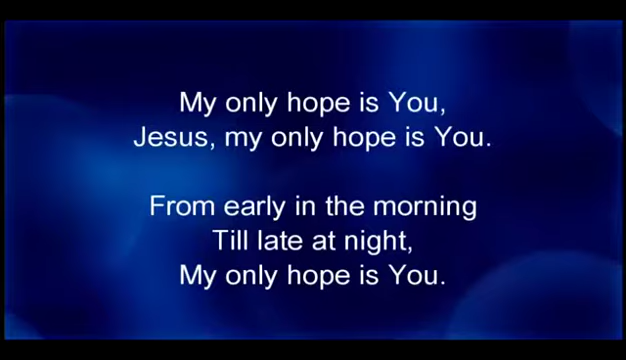 My only hope is You,
Jesus, my only hope is You.
From early in the morning
Till late at night,
My only hope is You.